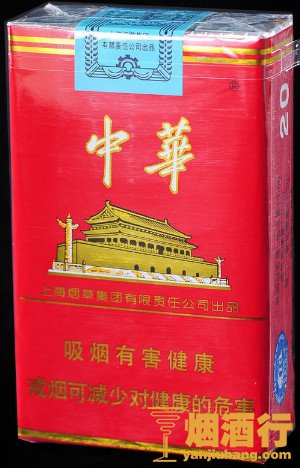 有限责任公司出品
中華
®
20
上海烟草集团有限责任公司出品
吸烟有害健康
戒烟可减少对健康的危害
烟酒行
yanjiuhang.com